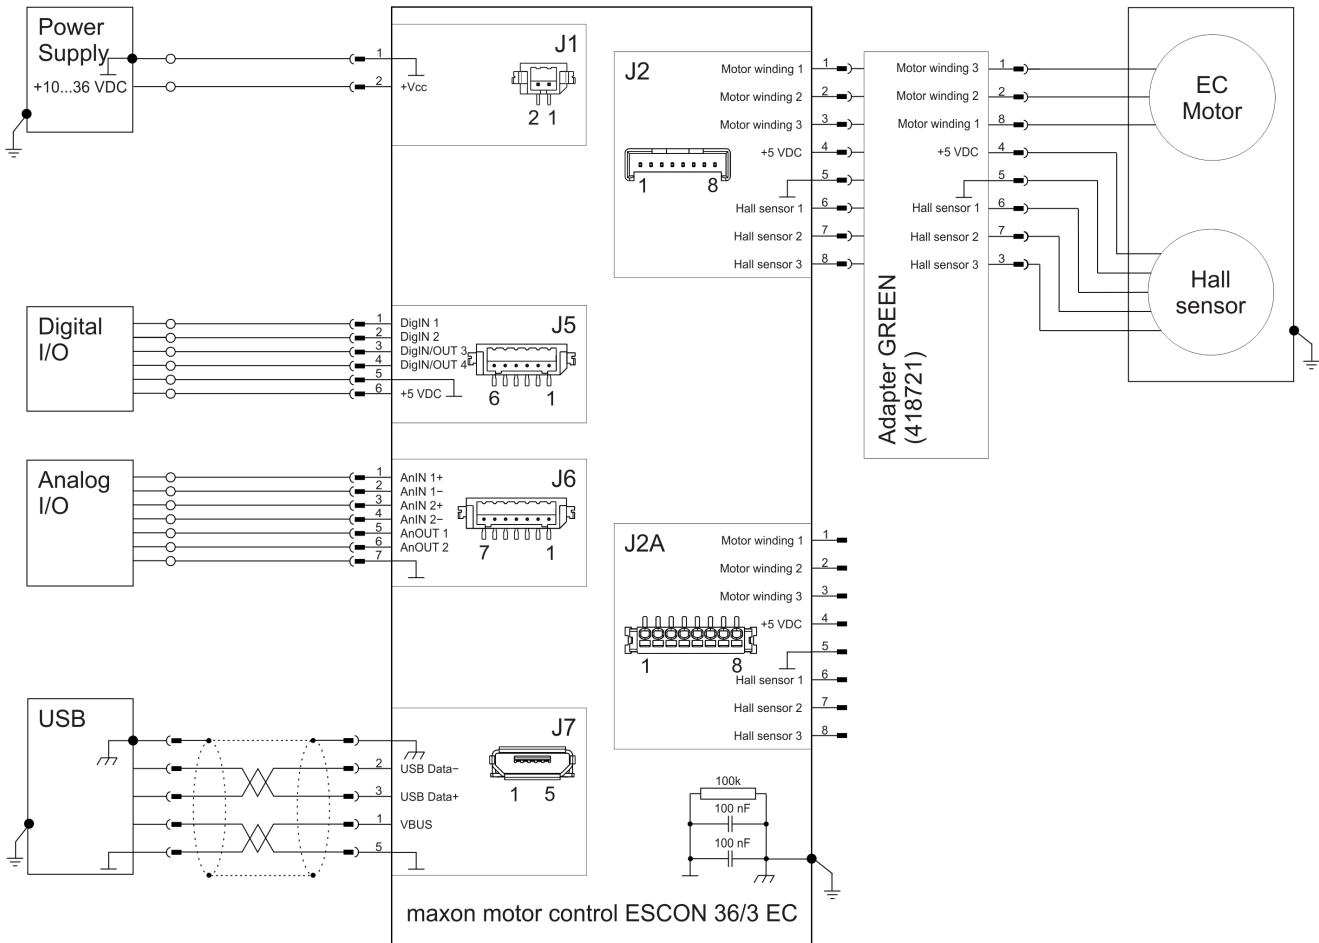 Power
Supply
+10...36 VDC
1
2
+Vcc
J1
2 1
Digital
I/O
1
2
3
4
5
6
DigIN 1
DigIN 2
DigIN/OUT 3
DigIN/OUT 4
+5 VDC
J5
6 1
Analog
I/O
1
2
3
4
5
6
7
AnIN 1+
AnIN 1−
AnIN 2+
AnIN 2−
AnOUT 1
AnOUT 2
J6
7 1
USB
2
3
1
5
USB Data−
USB Data+
VBUS
J7
1 5
J2
1 8
Motor winding 1
Motor winding 2
Motor winding 3
+5 VDC
Hall sensor 1
Hall sensor 2
Hall sensor 3
1
2
3
4
5
6
7
8
Motor winding 3
Motor winding 2
Motor winding 1
+5 VDC
Hall sensor 1
Hall sensor 2
Hall sensor 3
1
2
8
4
5
6
7
3
Adapter GREEN
(418721)
EC
Motor
Hall
sensor
J2A
1 8
Motor winding 1
Motor winding 2
Motor winding 3
+5 VDC
Hall sensor 1
Hall sensor 2
Hall sensor 3
1
2
3
4
5
6
7
8
100k
100 nF
100 nF
maxon motor control ESCON 36/3 EC